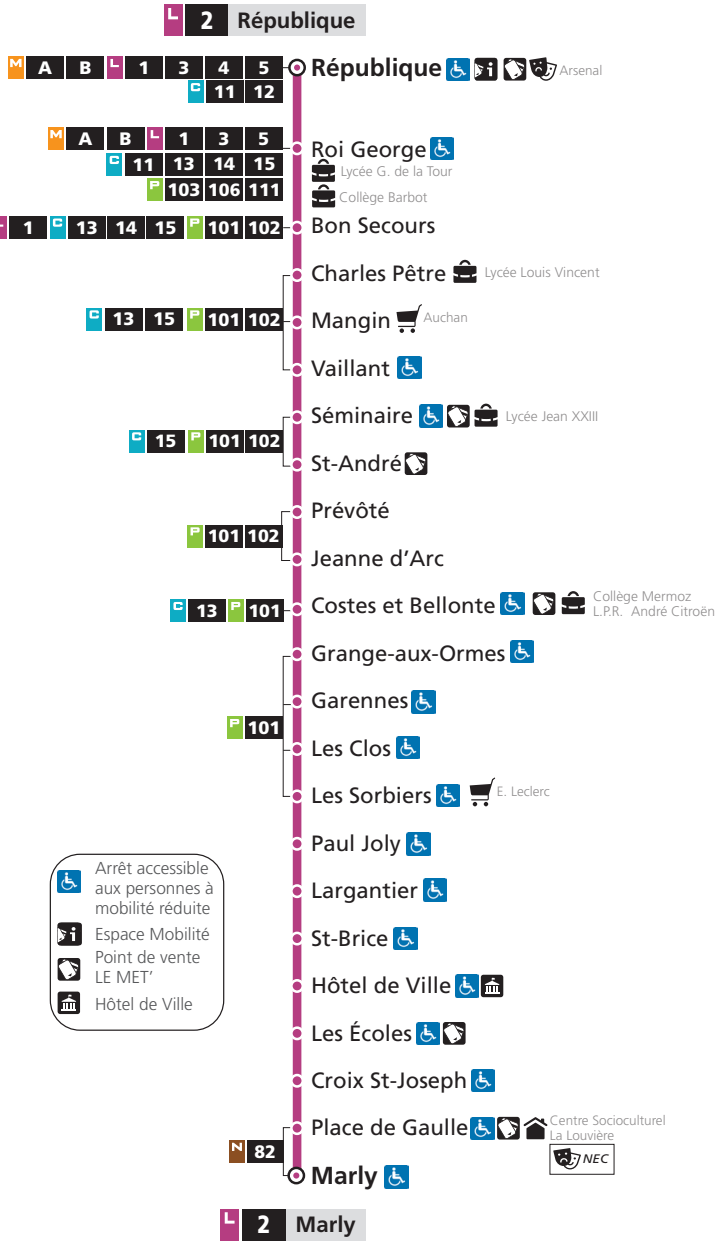 L 2 République
M A B L 1 3 4 5 République Arsenal
C 11 12
M A B L 1 3 5
C 11 13 14 15
P 103 106 111
Roi George
Lycée G. de la Tour
Collège Barbot
L 1 C 13 14 15 P 101 102 Bon Secours
Charles Pêtre Lycée Louis Vincent
C 13 15 P 101 102 Mangin Auchan
Vaillant
Séminaire Lycée Jean XXIII
C 15 P 101 102
St-André
Prévôté
P 101 102
Jeanne d’Arc
C 13 P 101 Costes et Bellonte Collège Mermoz
L.P.R. André Citroën
Grange-aux-Ormes
Garennes
P 101
Les Clos
Les Sorbiers E. Leclerc
Paul Joly
Largantier
St-Brice
Hôtel de Ville
Les Écoles
Croix St-Joseph
Place de Gaulle Centre Socioculturel
La Louvière
N 82
NEC
Marly
L 2 Marly
Arrêt accessible
aux personnes à
mobilité réduite
Espace Mobilité
Point de vente
LE MET’
Hôtel de Ville